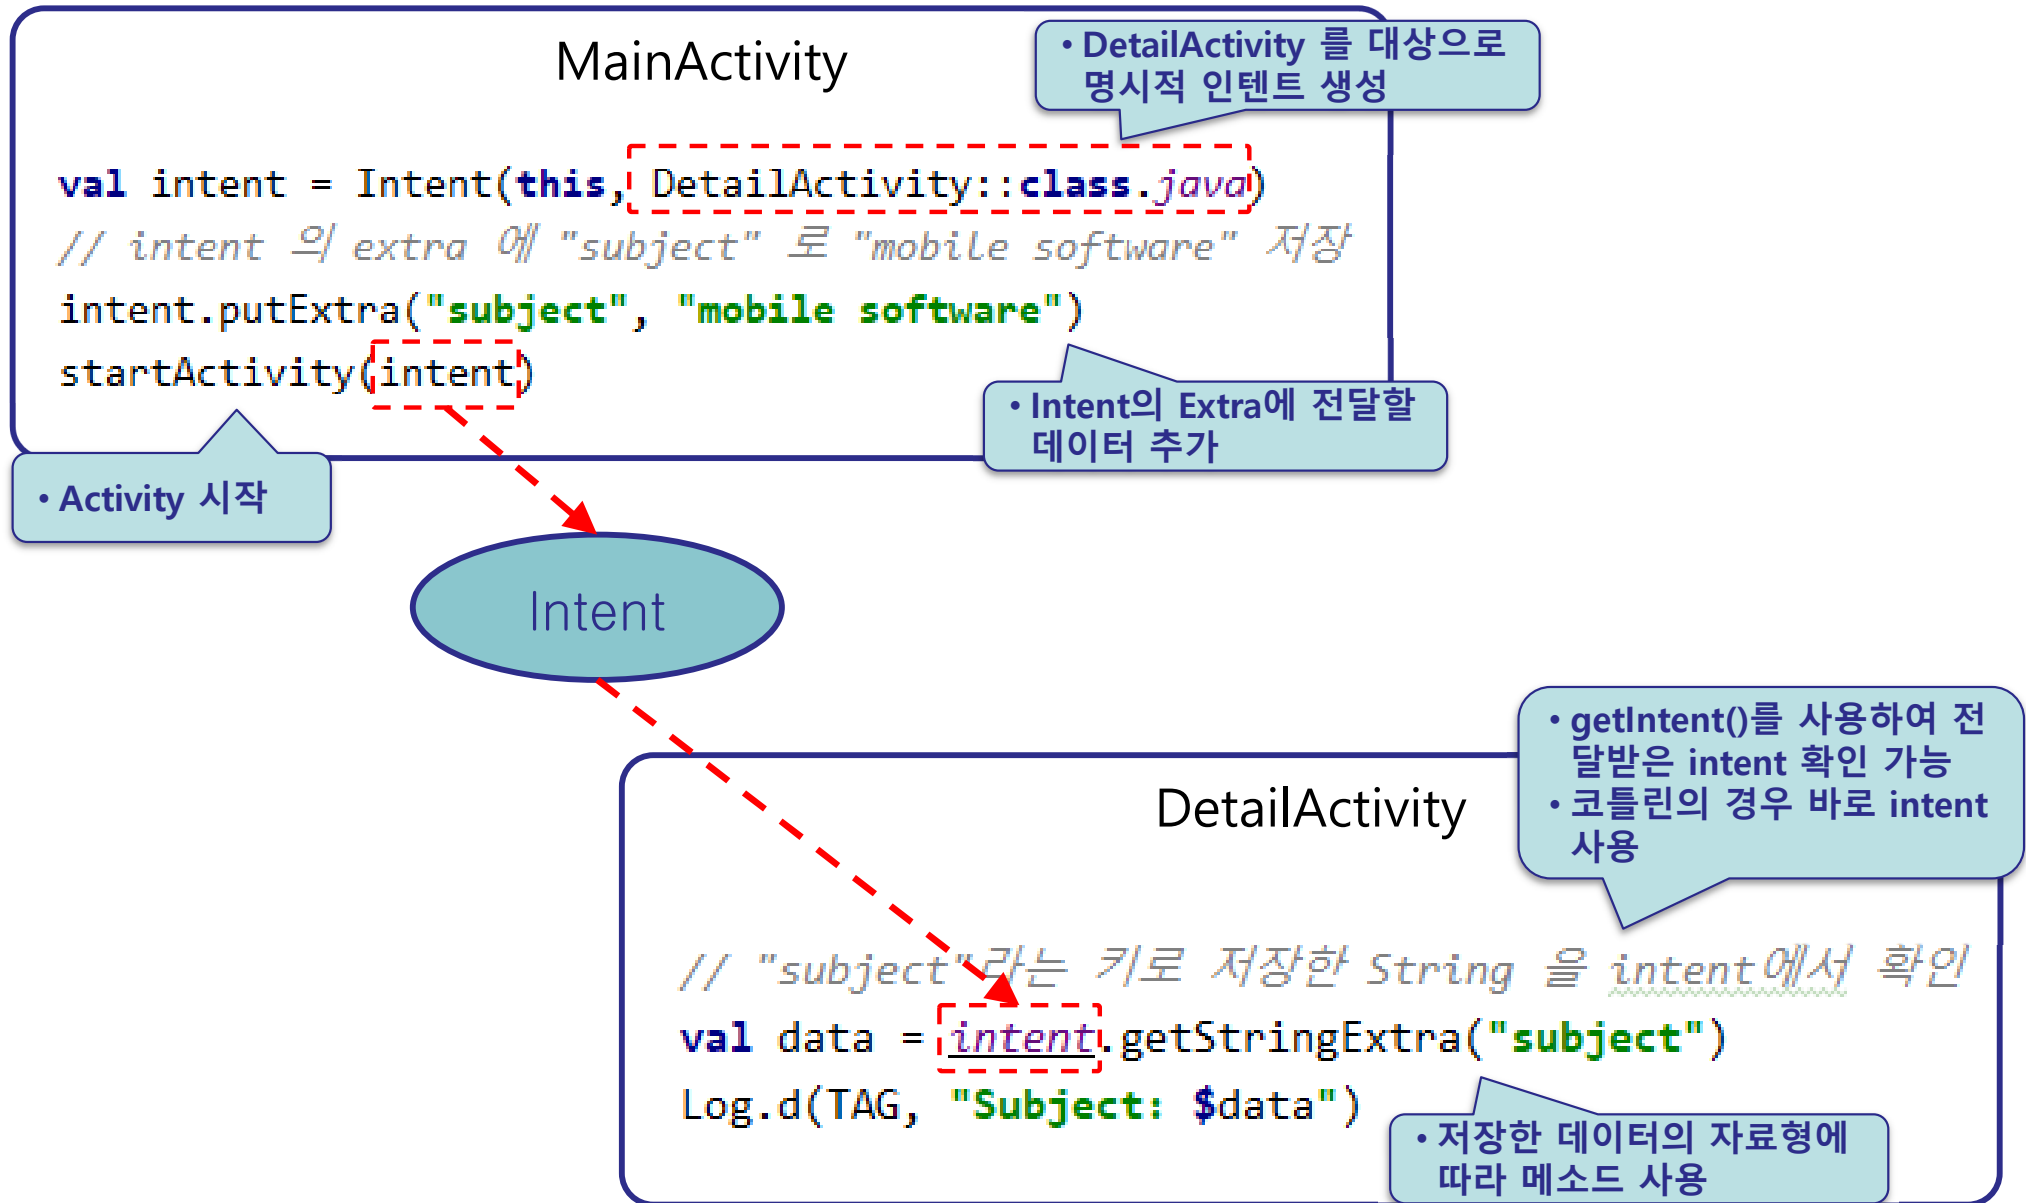 MainActivity
• DetailActivity 를 대상으로
명시적 인텐트 생성
val intent = Intent(this, DetailActivity::class.java)
// intent 의 extra 에 "subject" 로 "mobile software" 저장
intent.putExtra("subject", "mobile software")
startActivity(intent)
• Intent의 Extra에 전달할
데이터 추가
• Activity 시작
Intent
• getIntent()를 사용하여 전
달받은 intent 확인 가능
• 코틀린의 경우 바로 intent
사용
DetailActivity
// "subject"라는 키로 저장한 String 을 intent에서 확인
val data = intent.getStringExtra("subject")
Log.d(TAG, "Subject: $data")
• 저장한 데이터의 자료형에
따라 메소드 사용